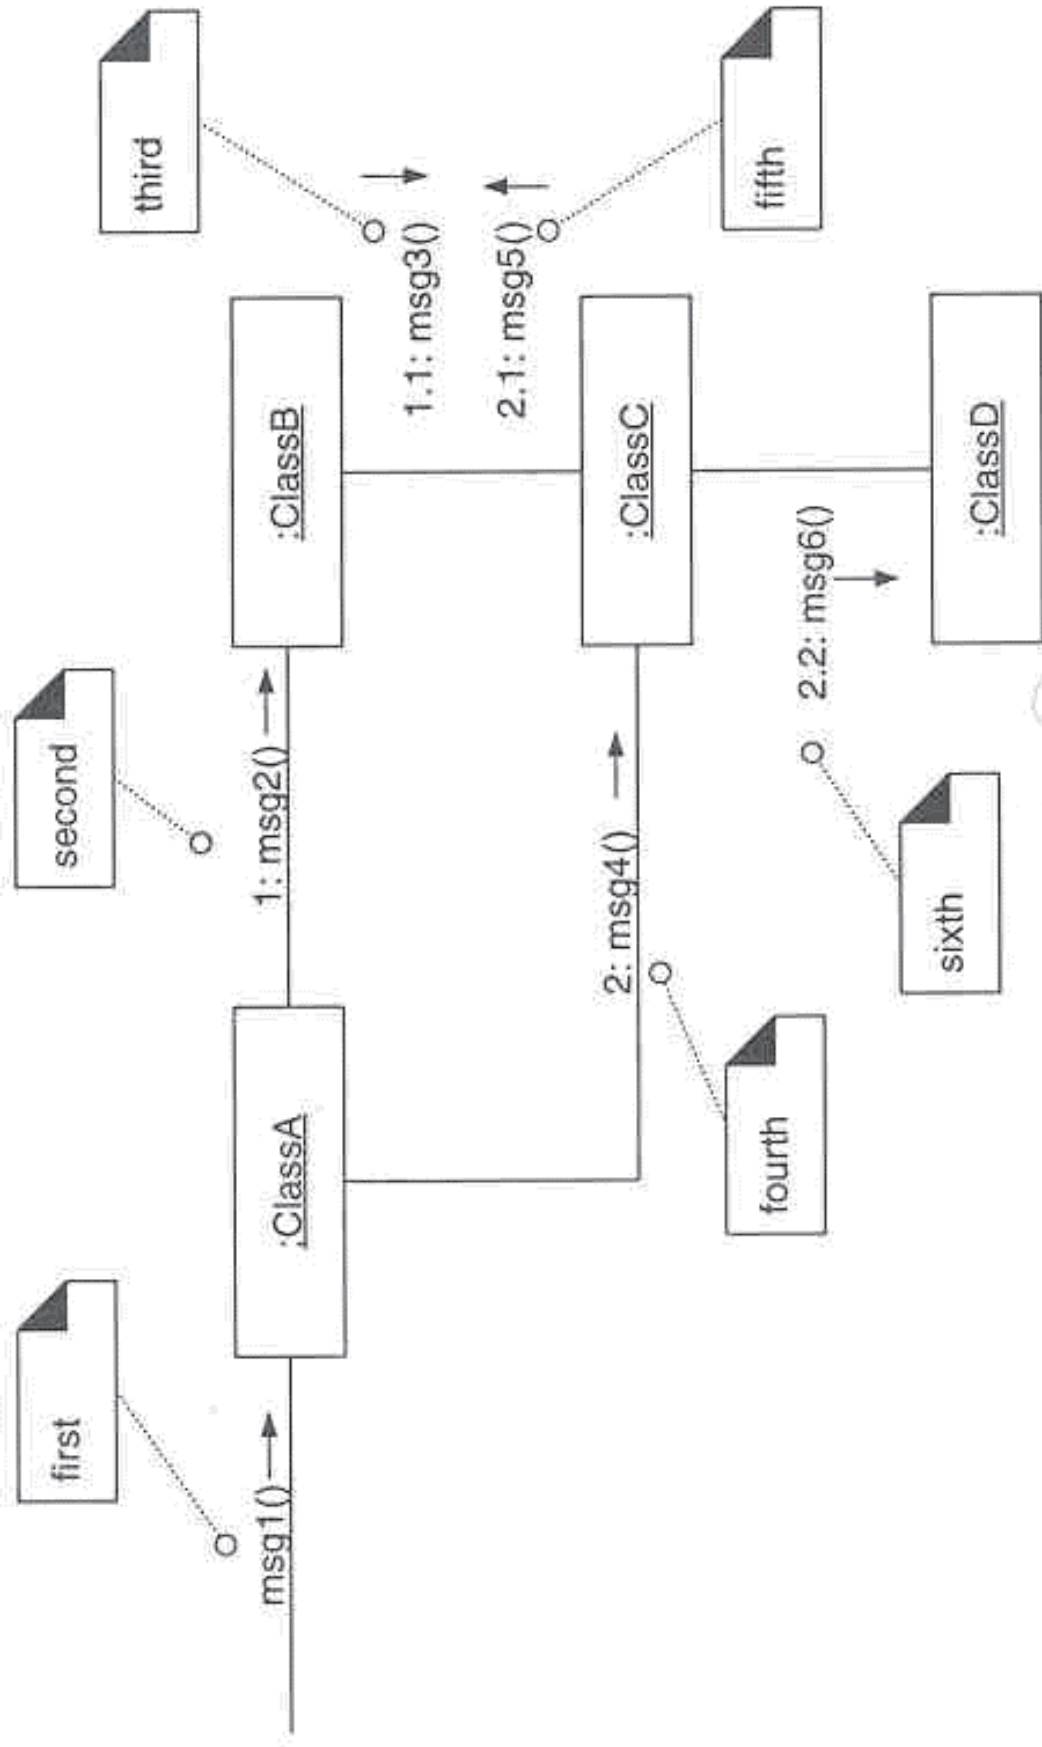 first
second
third
msg1()
:ClassA
1: msg2()
:ClassB
1.1: msg3()
2.1: msg5()
2: msg4()
:ClassC
fourth
fifth
2.2: msg6()
sixth
:ClassD